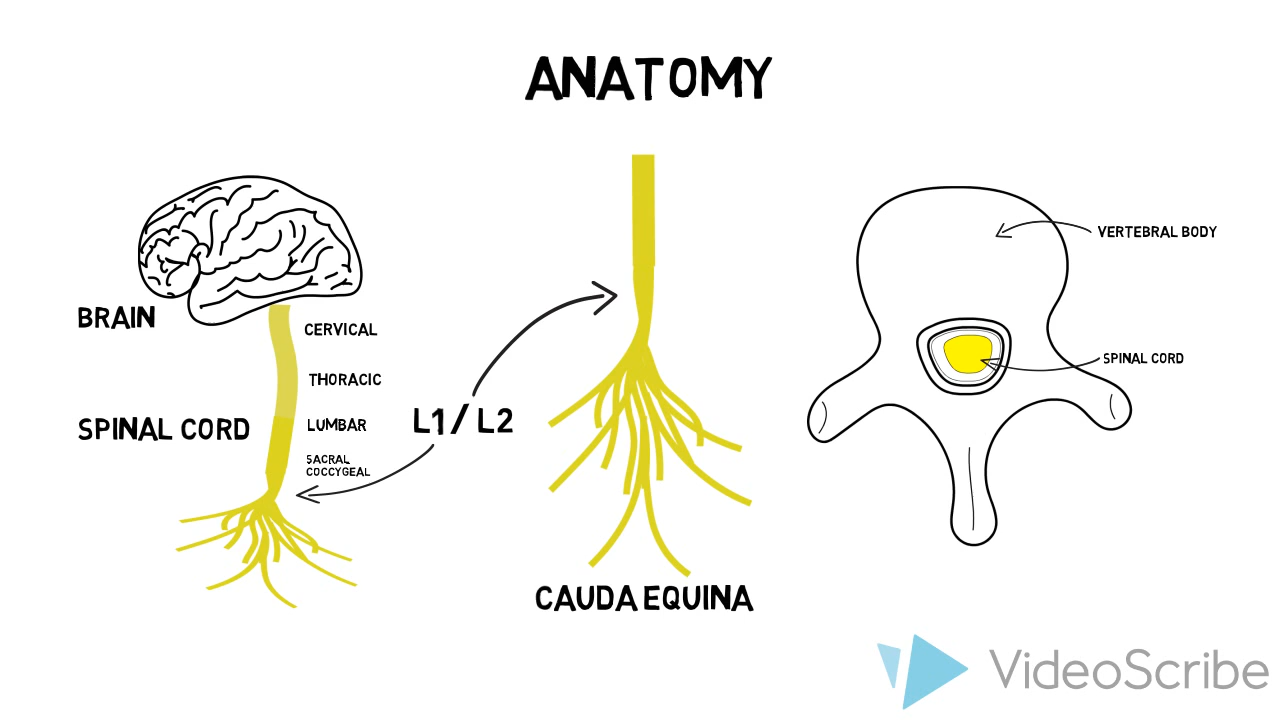 ANATOMY
BRAIN
SPINAL CORD
CERVICAL
THORACIC
LUMBAR
SACRAL
COCCYGEAL
L1/ L2
CAUDA EQUINA
VERTEBRAL BODY
SPINAL CORD
VideoScribe